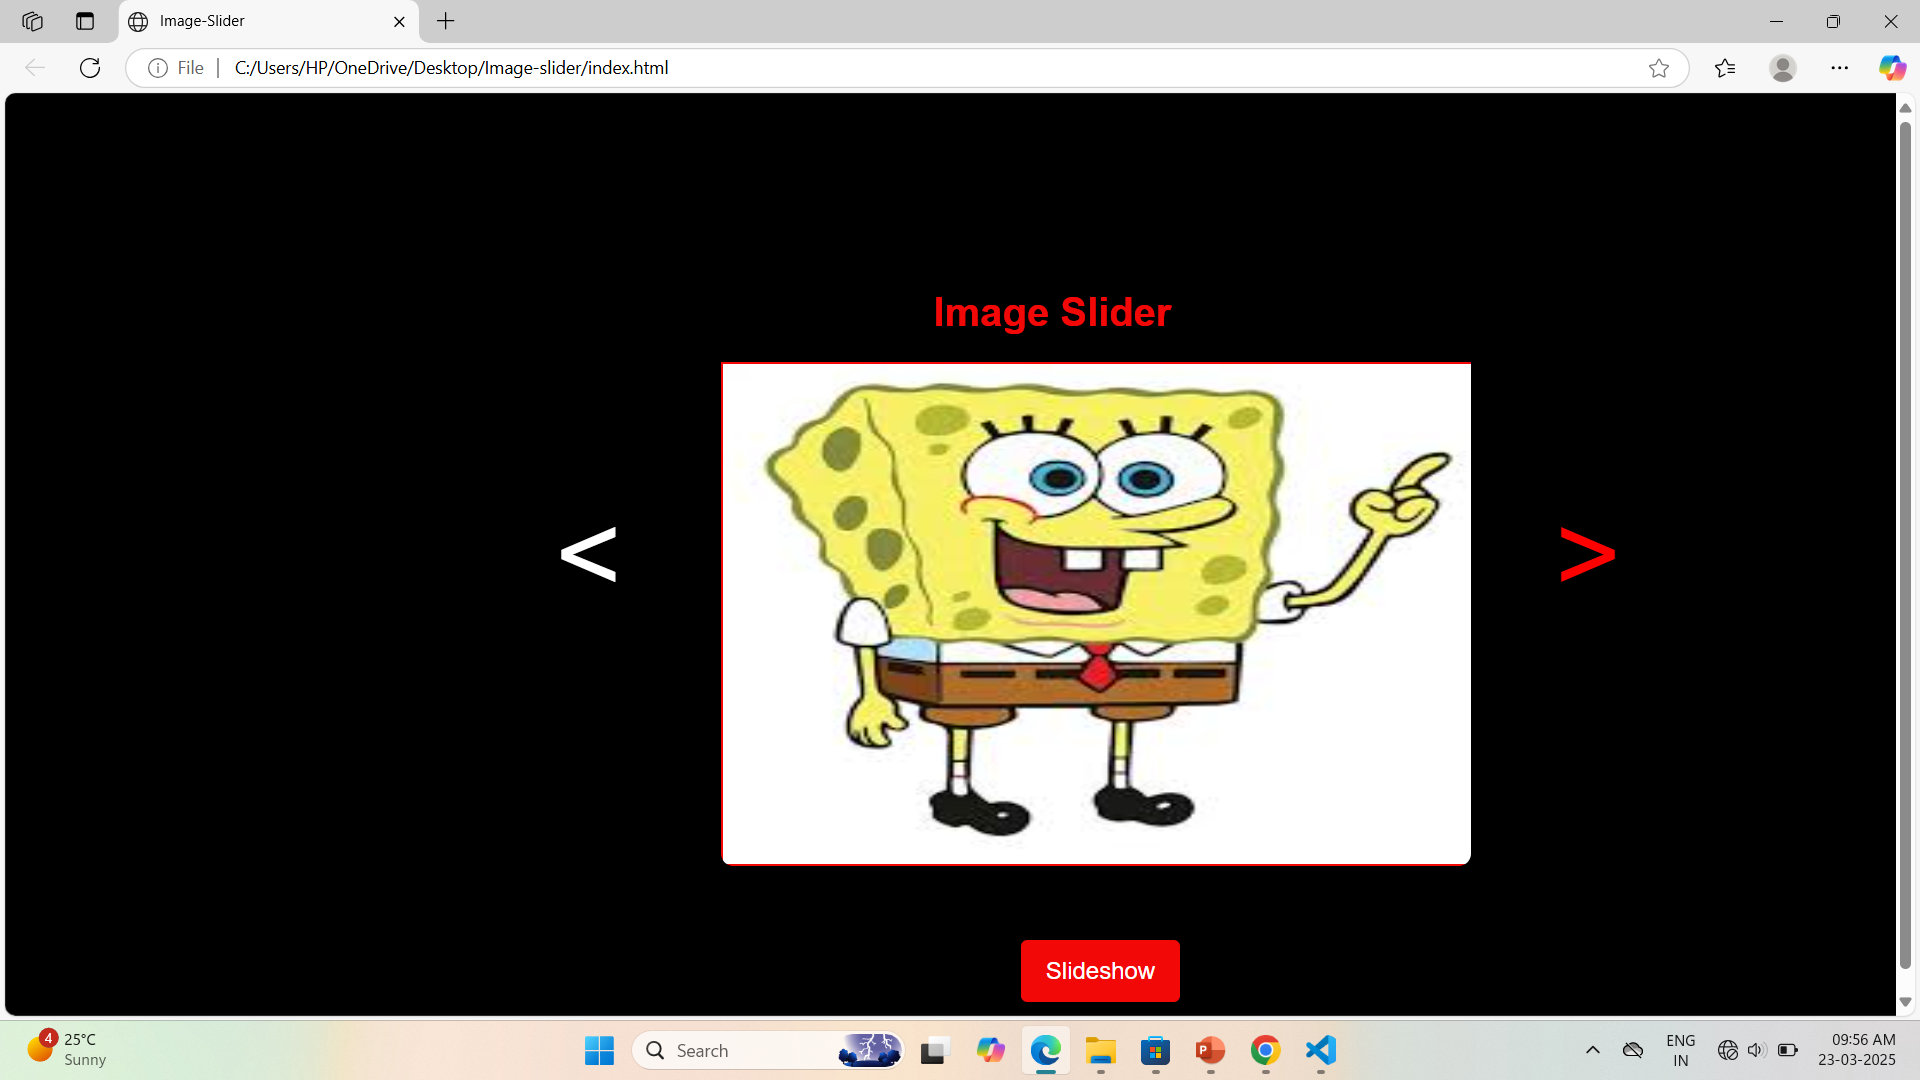 Image-Slider
File
C:/Users/HP/OneDrive/Desktop/Image-slider/index.html
Image Slider
<
>
Slideshow
4
25°C
Sunny
Search
P
ENG
IN
09:56 AM
23-03-2025